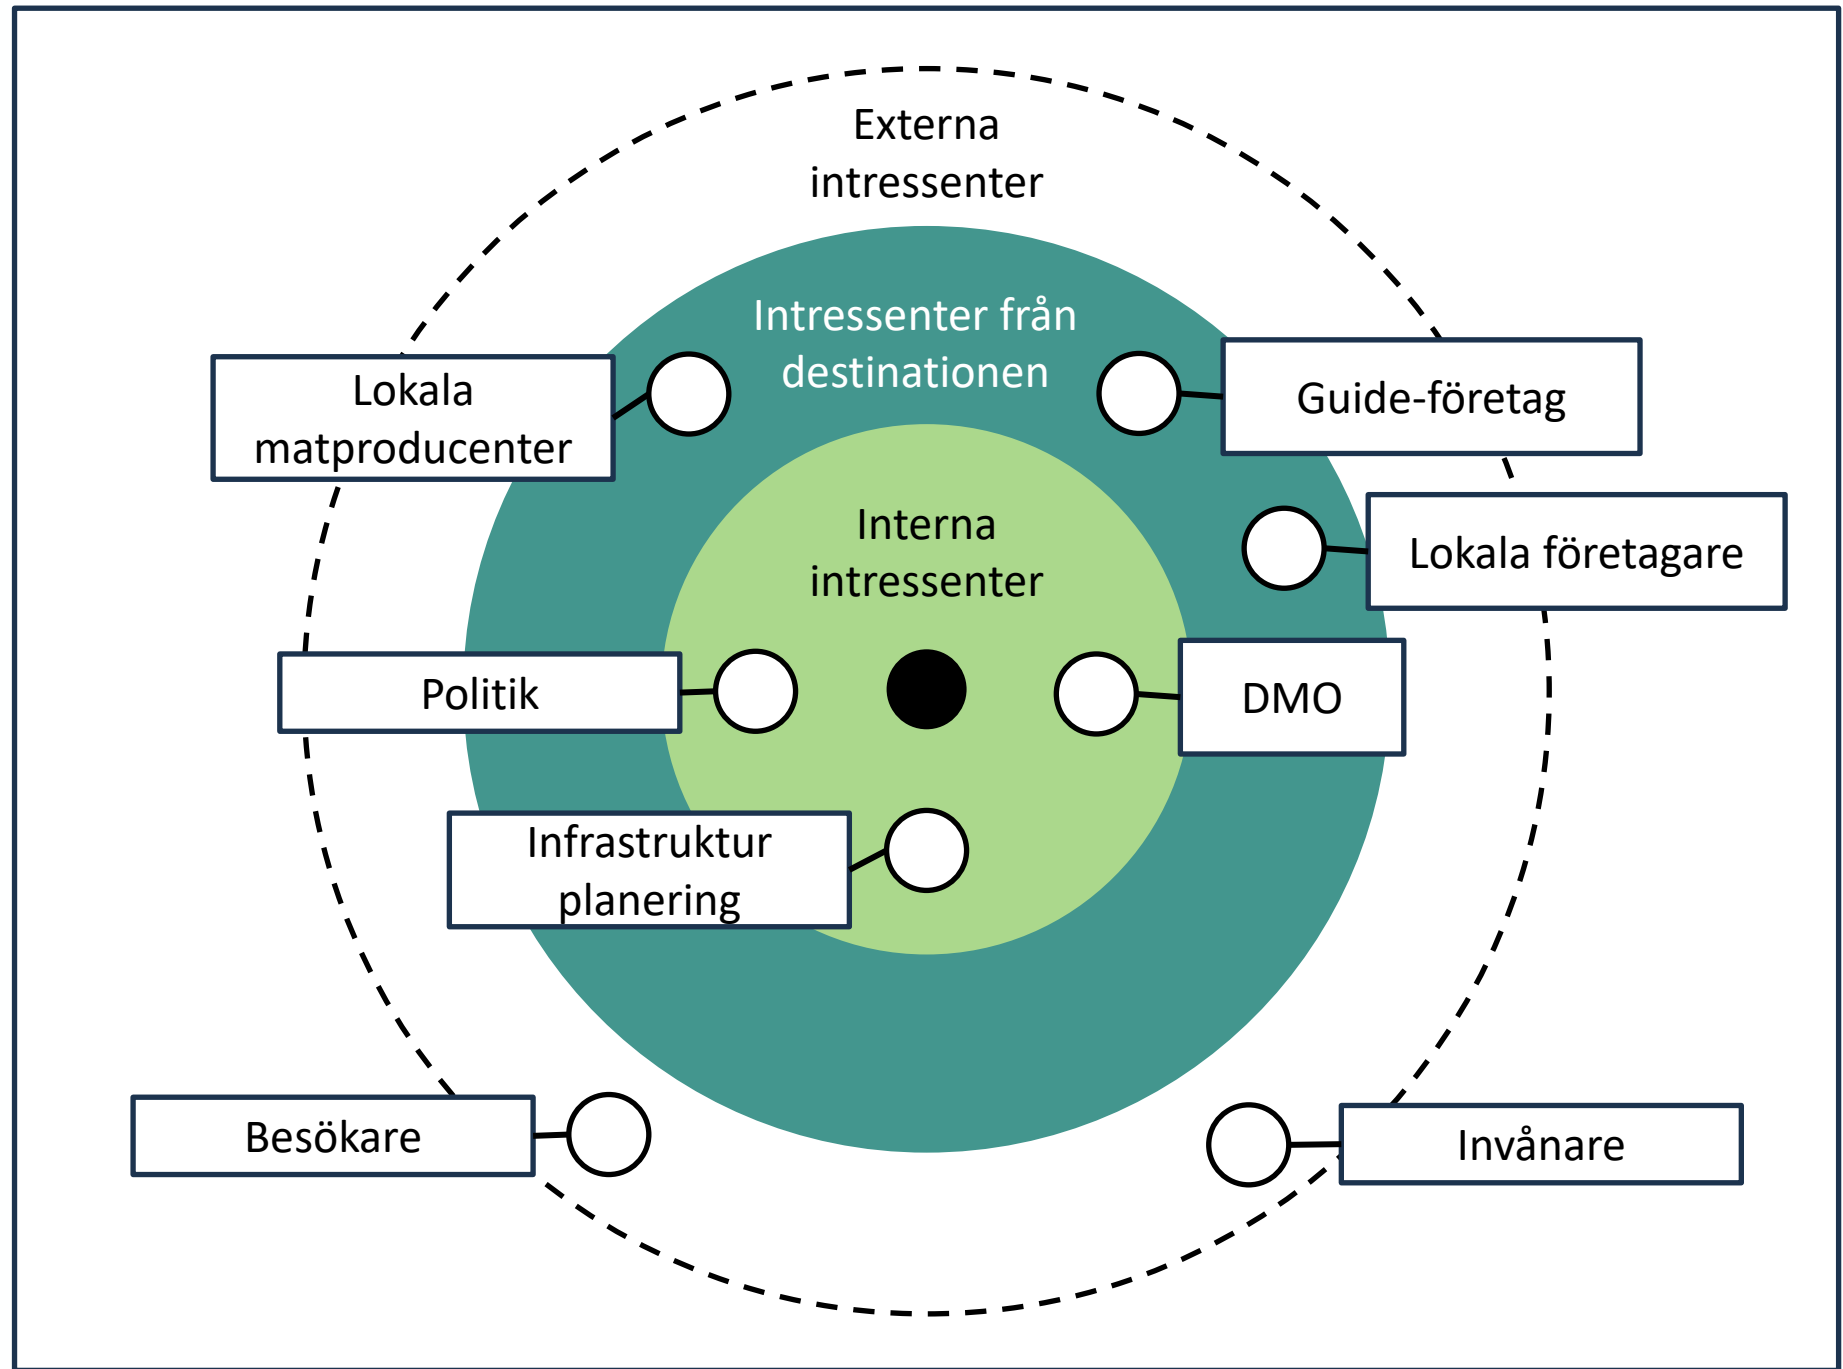 Externa
intressenter
Intressenter från
destinationen
Lokala
matproducenter
Guide-företag
Interna
intressenter
Lokala företagare
Politik
DMO
Infrastruktur
planering
Besökare
Invånare